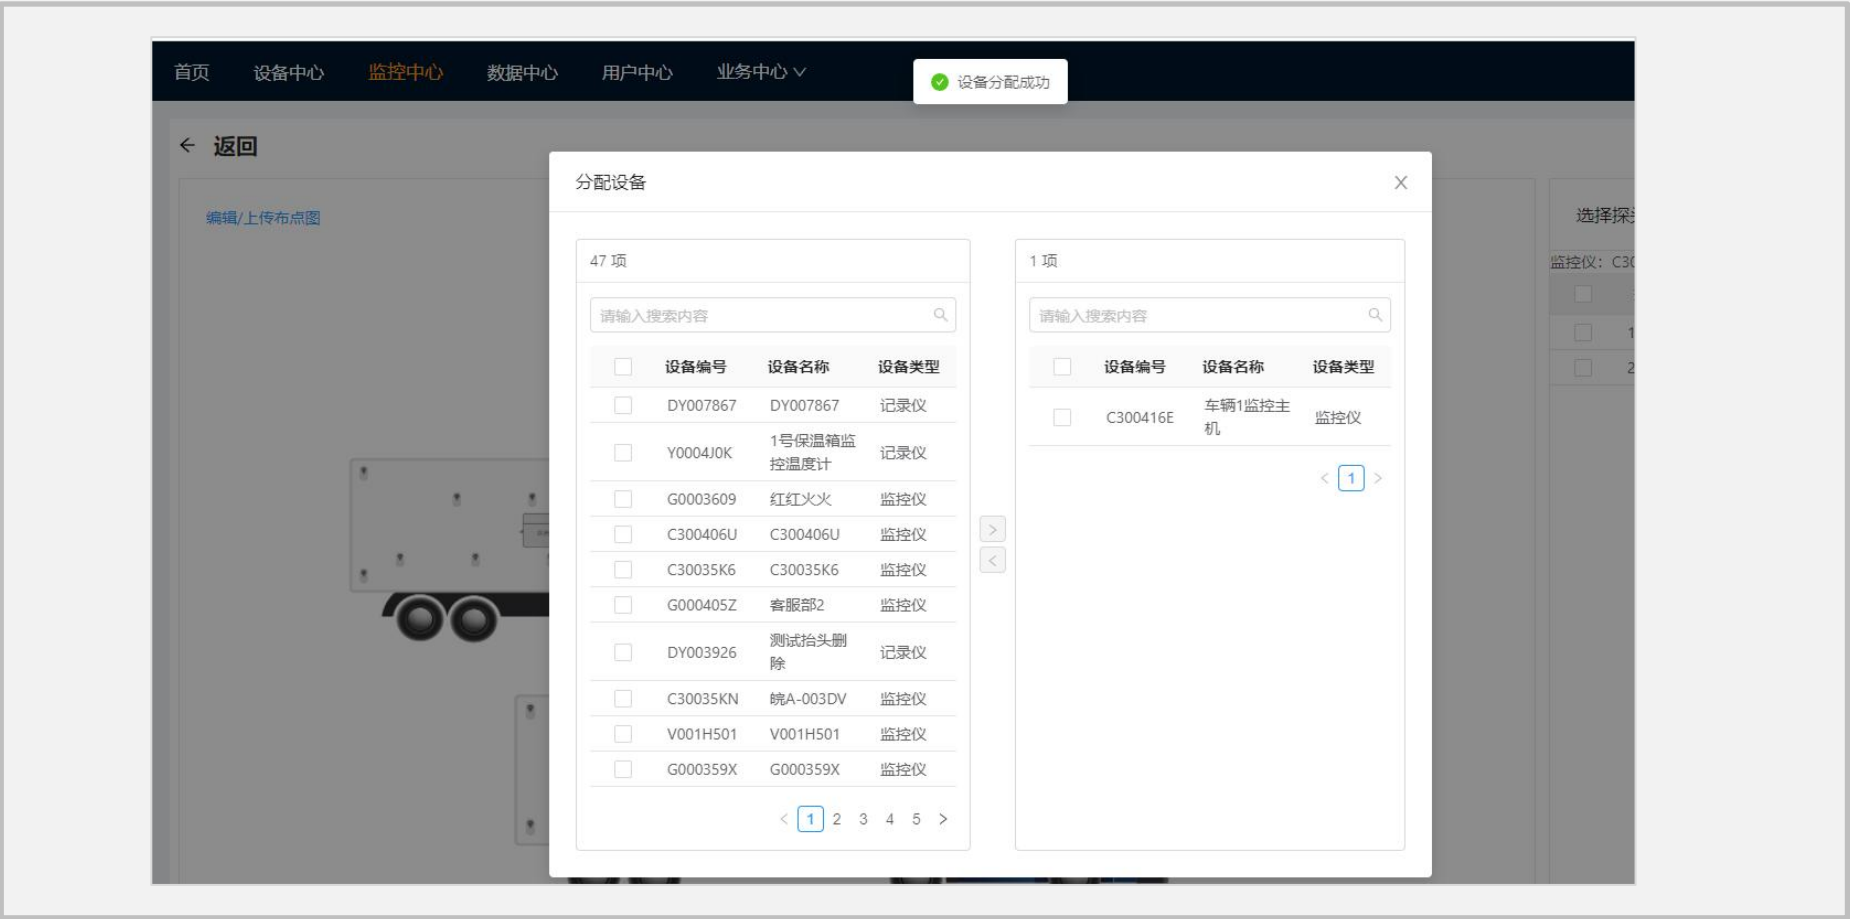 首页 设备中心 监控中心 数据中心 用户中心 业务中心
设备分配成功
返回
编辑/上传布点图
分配设备
47 项
请输入搜索内容
设备编号 设备名称 设备类型
DY007867 DY007867 记录仪
Y0004J0K 1号保温箱监控温度计 记录仪
G0003609 红红火火 监控仪
C300406U C300406U 监控仪
C30035K6 C30035K6 监控仪
G000405Z 客服部2 监控仪
DY003926 测试抬头删除 记录仪
C30035KN 皖A-003DV 监控仪
V001H501 V001H501 监控仪
G000359X G000359X 监控仪
1 2 3 4 5
1 项
请输入搜索内容
设备编号 设备名称 设备类型
C300416E 车辆1监控主机 监控仪
1
选择探
监控仪：C30
1
2